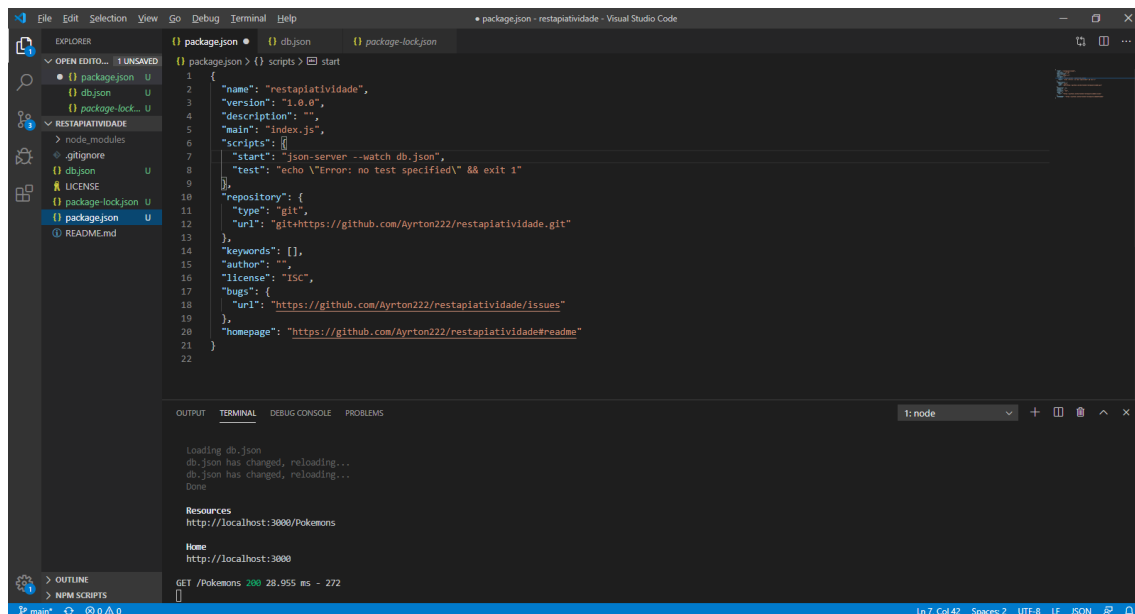 File Edit Selection View Go Debug Terminal Help
● package.json - restapiatividade - Visual Studio Code
EXPLORER
OPEN EDITO... 1 UNSAVED
{} package.json U
{} db.json U
{} package-lock... U
RESTAPIATIVIDADE
node_modules
.gitignore
{} db.json U
LICENSE
{} package-lock.json U
{} package.json U
README.md
OUTLINE
NPM SCRIPTS
{} package.json ● {} db.json {} package-lock.json
{} package.json > {} scripts > start
1 {
2 "name": "restapiatividade",
3 "version": "1.0.0",
4 "description": "",
5 "main": "index.js",
6 "scripts": {
7 "start": "json-server --watch db.json",
8 "test": "echo \"Error: no test specified\" && exit 1"
9 },
10 "repository": {
11 "type": "git",
12 "url": "git+https://github.com/Ayrton222/restapiatividade.git"
13 },
14 "keywords": [],
15 "author": "",
16 "license": "ISC",
17 "bugs": {
18 "url": "https://github.com/Ayrton222/restapiatividade/issues"
19 },
20 "homepage": "https://github.com/Ayrton222/restapiatividade#readme"
21 }
22
OUTPUT TERMINAL DEBUG CONSOLE PROBLEMS
1: node
Loading db.json
db.json has changed, reloading...
db.json has changed, reloading...
Done
Resources
http://localhost:3000/Pokemons
Home
http://localhost:3000
GET /Pokemons 200 28.955 ms - 272
main* 0 0
Ln 7, Col 42 Spaces: 2 UTF-8 LF JSON
1
3
1